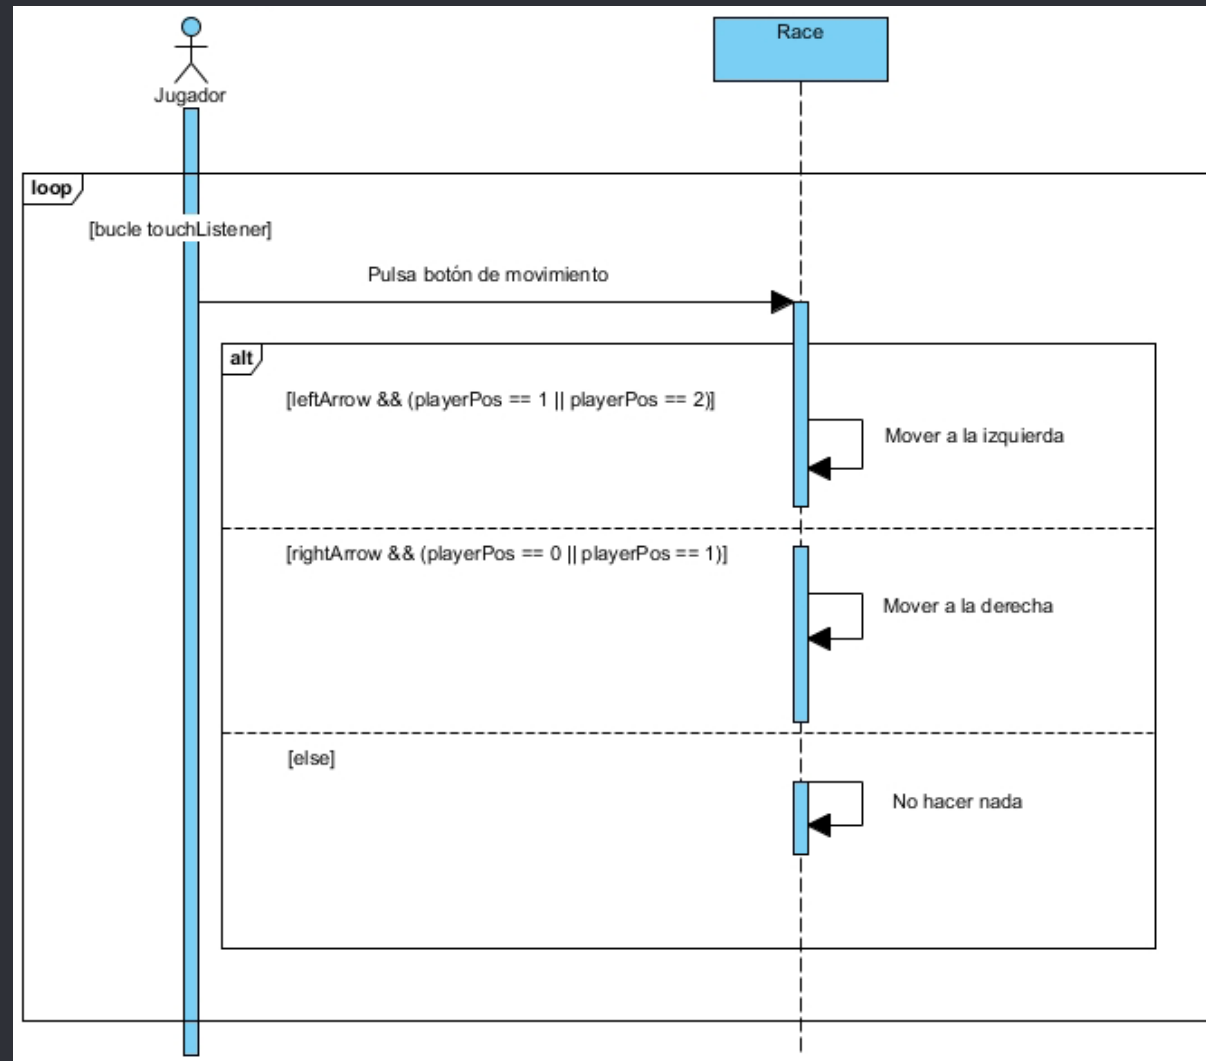 Jugador
Race
loop
[bucle touchListener]
Pulsa botón de movimiento
alt
[leftArrow && (playerPos == 1 || playerPos == 2)]
Mover a la izquierda
[rightArrow && (playerPos == 0 || playerPos == 1)]
Mover a la derecha
[else]
No hacer nada